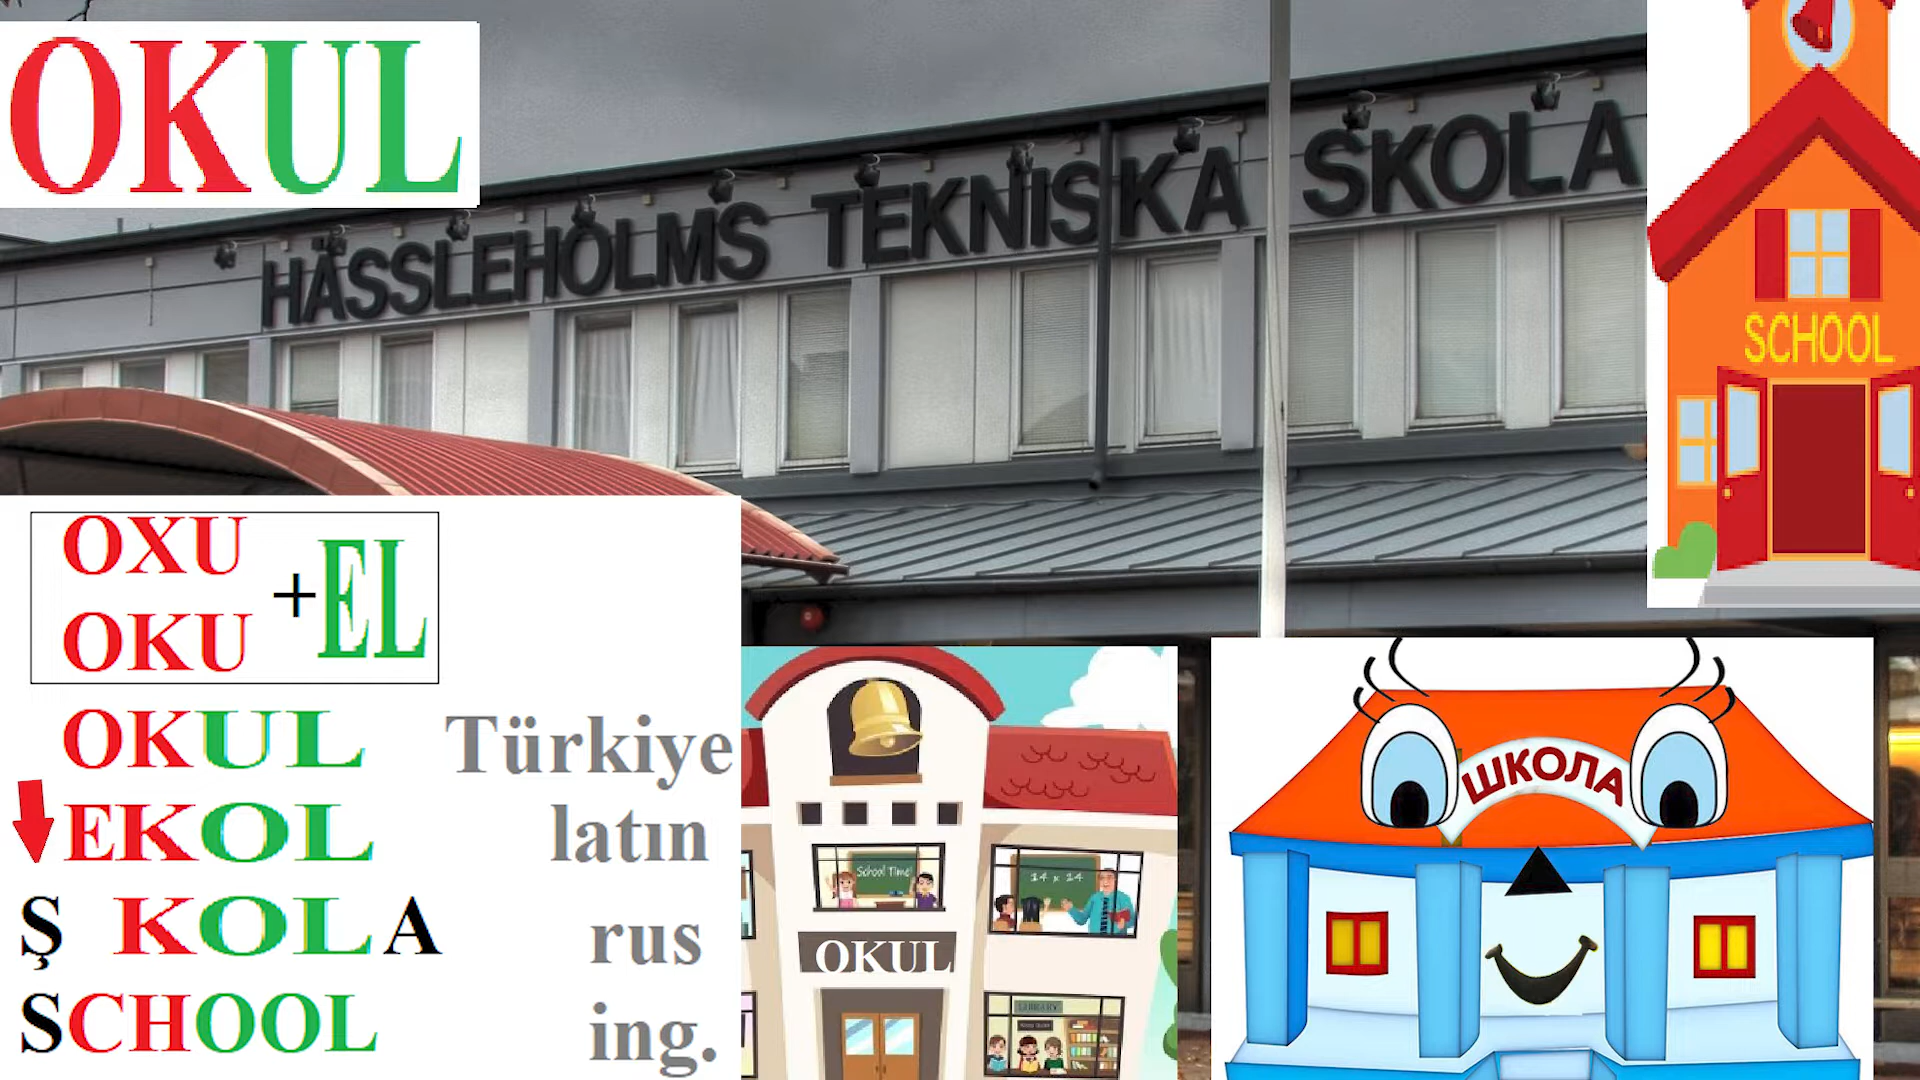 OKUL
HÄSSLEHOLMS TEKNISKA SKOLA
SCHOOL
OXU
OKU
+EL
OKUL Türkiye
EKOL latın
Ş KOLA rus
SCHOOL ing.
School Time
14 x 14
OKUL
LIBRARY
ШКОЛА